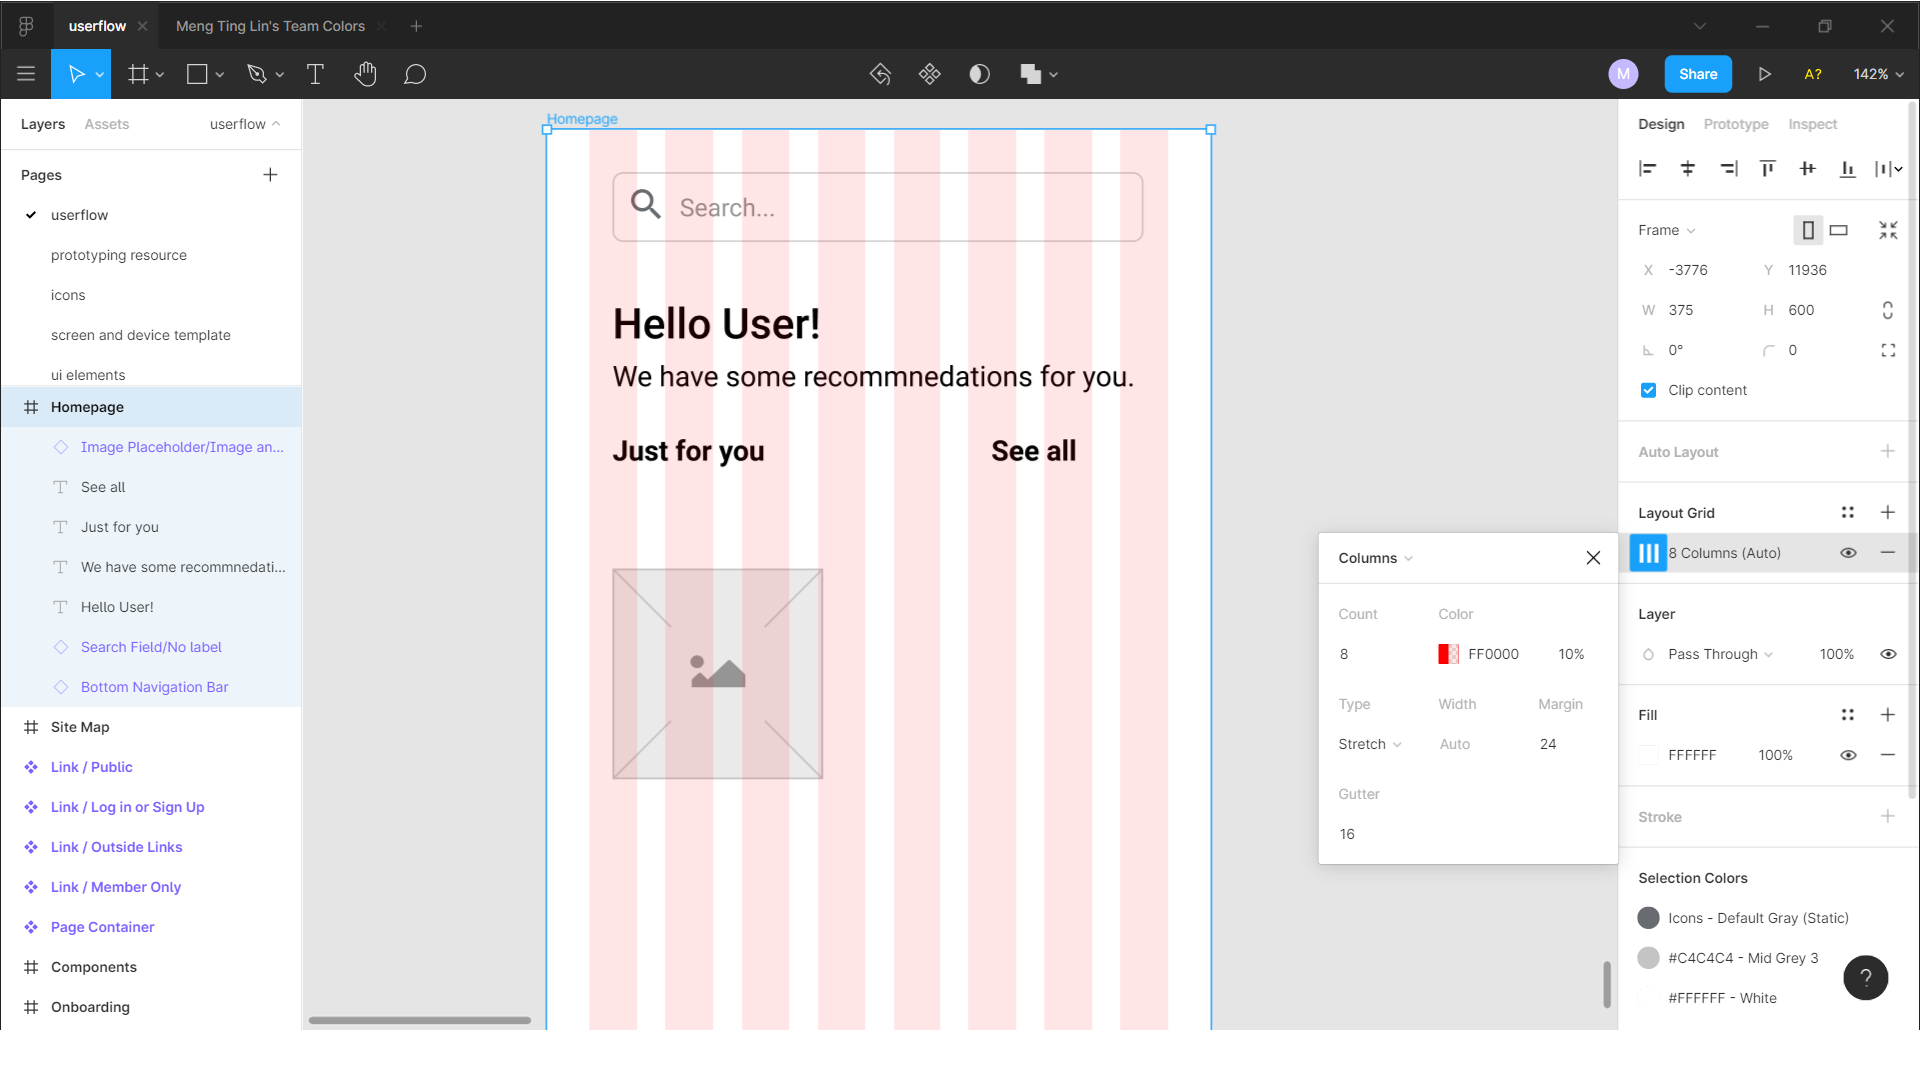 userflow
Meng Ting Lin's Team Colors
M
Share
A?
142%
Layers
Assets
userflow
Pages
userflow
prototyping resource
icons
screen and device template
ui elements
Homepage
Image Placeholder/Image an...
See all
Just for you
We have some recommnedati...
Hello User!
Search Field/No label
Bottom Navigation Bar
Site Map
Link / Public
Link / Log in or Sign Up
Link / Outside Links
Link / Member Only
Page Container
Components
Onboarding
Homepage
Search...
Hello User!
We have some recommnedations for you.
Just for you
See all
Columns
Count
Color
8
FF0000
10%
Type
Width
Margin
Stretch
Auto
24
Gutter
16
Design
Prototype
Inspect
Frame
X
-3776
Y
11936
W
375
H
600
0°
0
Clip content
Auto Layout
Layout Grid
8 Columns (Auto)
Layer
Pass Through
100%
Fill
FFFFFF
100%
Stroke
Selection Colors
Icons - Default Gray (Static)
#C4C4C4 - Mid Grey 3
#FFFFFF - White
?